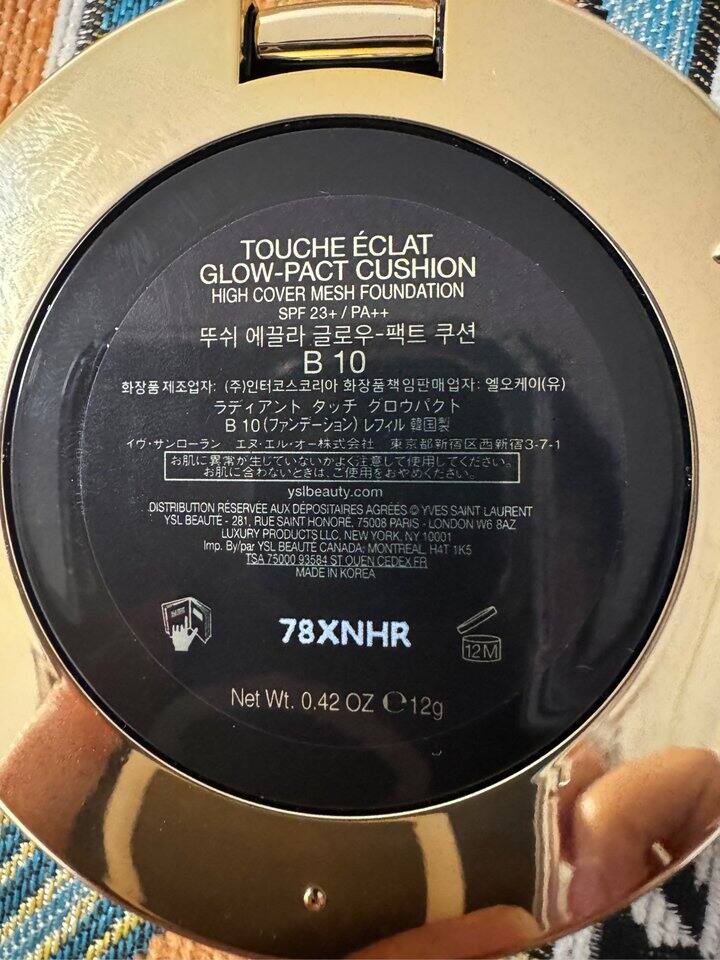 TOUCHE ÉCLAT
GLOW-PACT CUSHION
HIGH COVER MESH FOUNDATION
SPF 23+ / PA++
뚜쉬 에끌라 글로우-팩트 쿠션
B 10
화장품제조업자: (주)인터코스코리아 화장품책임판매업자: 엘오케이(유)
ラディアント タッチ グロウパクト
B 10 (ファンデーション) レフィル 韓国製
イヴ・サンローラン エヌ・エル・オー株式会社 東京都新宿区西新宿3-7-1
お肌に異常が生じていないかよく注意して使用してください。
お肌に合わないときは、ご使用をおやめください。
yslbeauty.com
DISTRIBUTION RÉSERVÉE AUX DÉPOSITAIRES AGRÉÉS © YVES SAINT LAURENT
YSL BEAUTÉ - 281, RUE SAINT HONORÉ, 75008 PARIS - LONDON W6 8AZ
LUXURY PRODUCTS LLC, NEW YORK, NY 10001
Imp. By/par YSL BEAUTÉ CANADA, MONTREAL H4T 1K5
TSA 75000 93584 ST OUEN CEDEX FR
MADE IN KOREA
78XNHR
12M
Net Wt. 0.42 OZ ℮12g